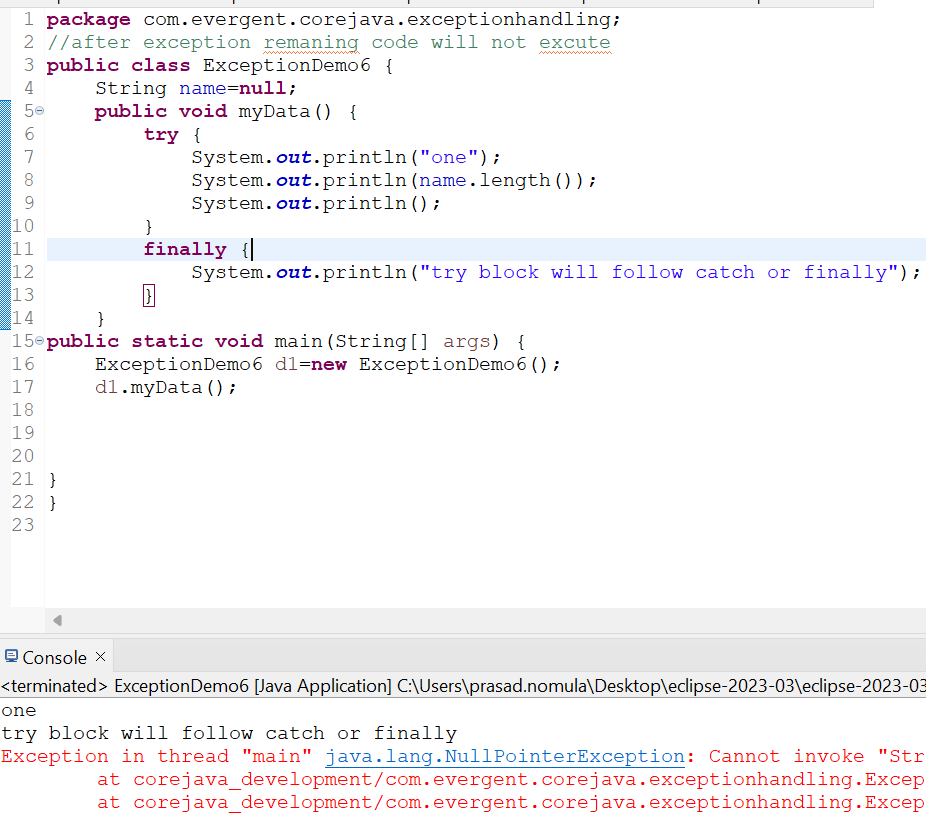 1 package com.evergent.corejava.exceptionhandling;
2 //after exception remaning code will not excute
3 public class ExceptionDemo6 {
4     String name=null;
5     public void myData() {
6         try {
7             System.out.println("one");
8             System.out.println(name.length());
9             System.out.println();
10         }
11         finally {
12             System.out.println("try block will follow catch or finally");
13         }
14     }
15 public static void main(String[] args) {
16     ExceptionDemo6 d1=new ExceptionDemo6();
17     d1.myData();
18
19
20
21 }
22 }
23
Console
<terminated> ExceptionDemo6 [Java Application] C:\Users\prasad.nomula\Desktop\eclipse-2023-03\eclipse-2023-03
one
try block will follow catch or finally
Exception in thread "main" java.lang.NullPointerException: Cannot invoke "Str
        at corejava_development/com.evergent.corejava.exceptionhandling.Excep
        at corejava_development/com.evergent.corejava.exceptionhandling.Excep